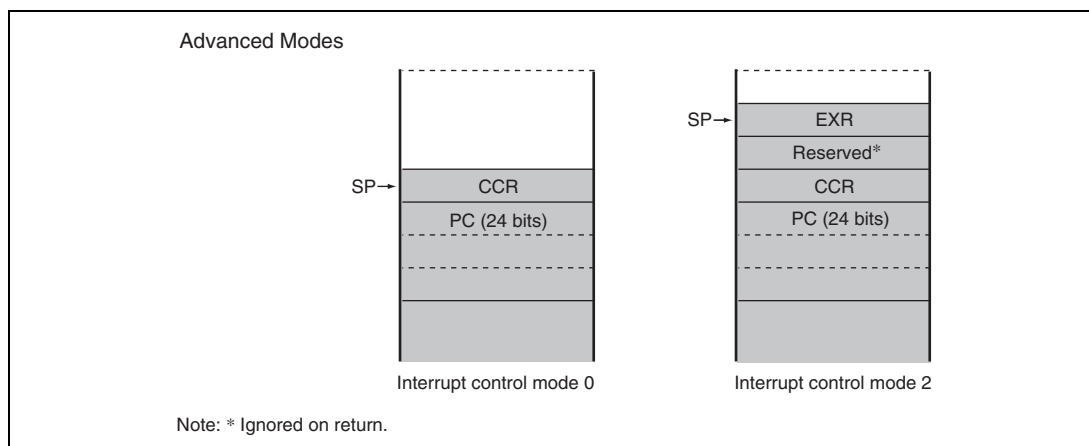 Advanced Modes
SP→
CCR
PC (24 bits)
Interrupt control mode 0
SP→
EXR
Reserved*
CCR
PC (24 bits)
Interrupt control mode 2
Note: * Ignored on return.